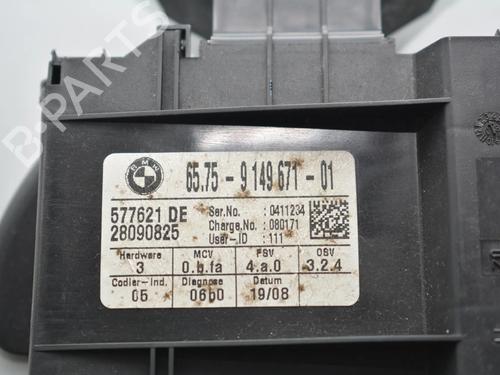 B-PARTS
BMW
65.75 - 9 149 671 - 01
577621 DE
28090825
Ser.No. : 0411234
Charge.No. : 080171
User-ID : 111
Hardware MCV FSV OSV
3 0.b.fa 4.a.0 3.2.4
Codier-Ind. Diagnose Datum
05 06b0 19/08